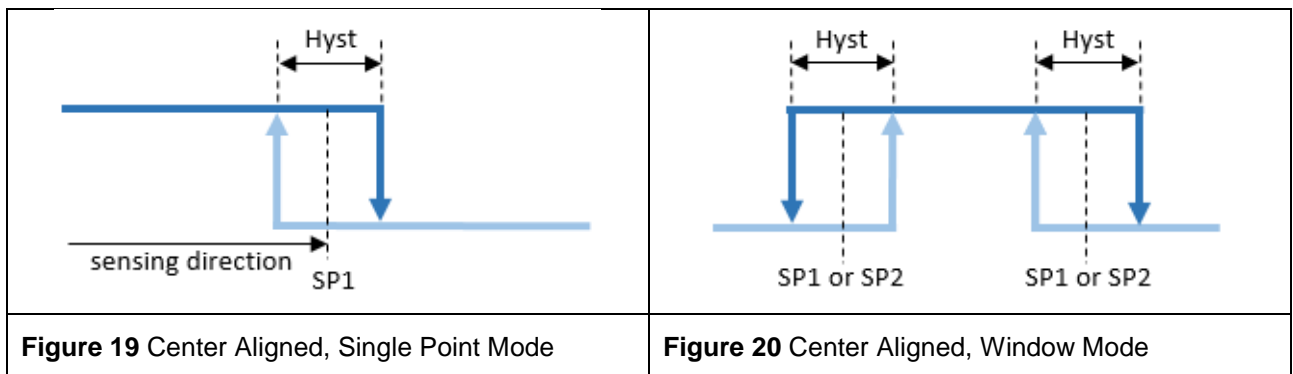 Hyst
sensing direction
SP1
Figure 19 Center Aligned, Single Point Mode
Hyst Hyst
SP1 or SP2 SP1 or SP2
Figure 20 Center Aligned, Window Mode